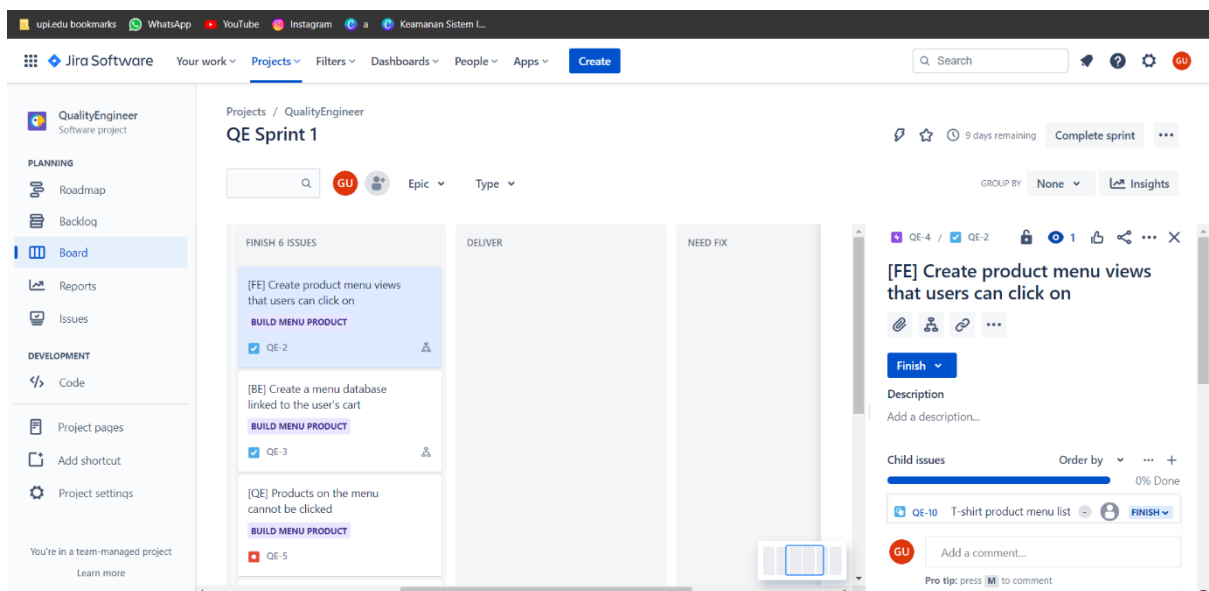 upi.edu bookmarks WhatsApp YouTube Instagram a Keamanan Sistem I...
Jira Software Your work Projects Filters Dashboards People Apps Create Search GU
QualityEngineer
Software project
PLANNING
Roadmap
Backlog
Board
Reports
Issues
DEVELOPMENT
Code
Project pages
Add shortcut
Project settings
You're in a team-managed project
Learn more
Projects / QualityEngineer
QE Sprint 1
9 days remaining Complete sprint
GU Epic Type
GROUP BY None Insights
FINISH 6 ISSUES
[FE] Create product menu views
that users can click on
BUILD MENU PRODUCT
QE-2
[BE] Create a menu database
linked to the user's cart
BUILD MENU PRODUCT
QE-3
[QE] Products on the menu
cannot be clicked
BUILD MENU PRODUCT
QE-5
DELIVER
NEED FIX
QE-4 / QE-2 1
[FE] Create product menu views
that users can click on
Finish
Description
Add a description...
Child issues Order by
0% Done
QE-10 T-shirt product menu list - FINISH
GU Add a comment...
Pro tip: press M to comment